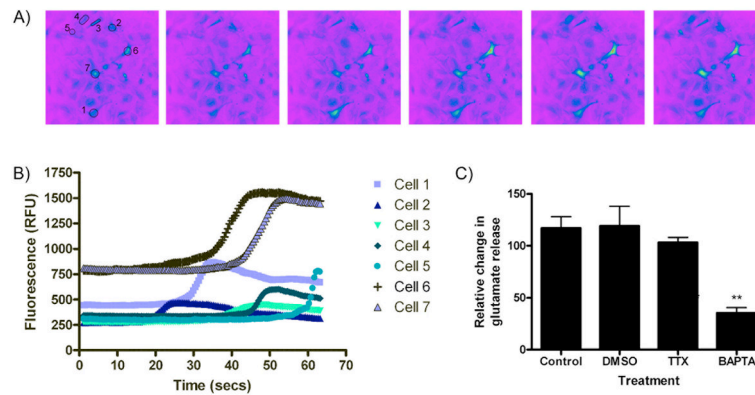 A)
4
3
2
5
6
7
1
B)
1750
1500
1250
1000
750
500
250
0
Fluorescence (RFU)
0 10 20 30 40 50 60 70
Time (secs)
Cell 1
Cell 2
Cell 3
Cell 4
Cell 5
Cell 6
Cell 7
C)
150
100
50
0
Relative change in
glutamate release
**
Control DMSO TTX BAPTA
Treatment